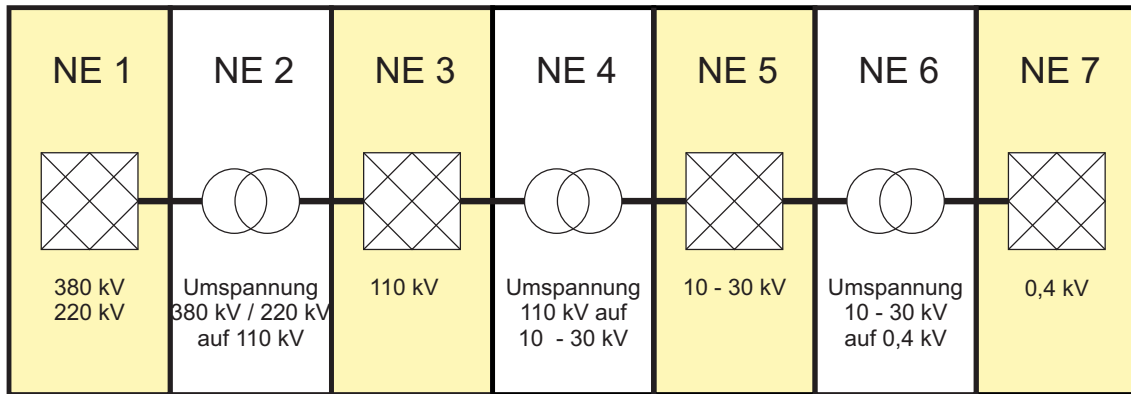 NE 1
NE 2
NE 3
NE 4
NE 5
NE 6
NE 7
380 kV
220 kV
Umspannung
380 kV / 220 kV
auf 110 kV
110 kV
Umspannung
110 kV auf
10 - 30 kV
10 - 30 kV
Umspannung
10 - 30 kV
auf 0,4 kV
0,4 kV